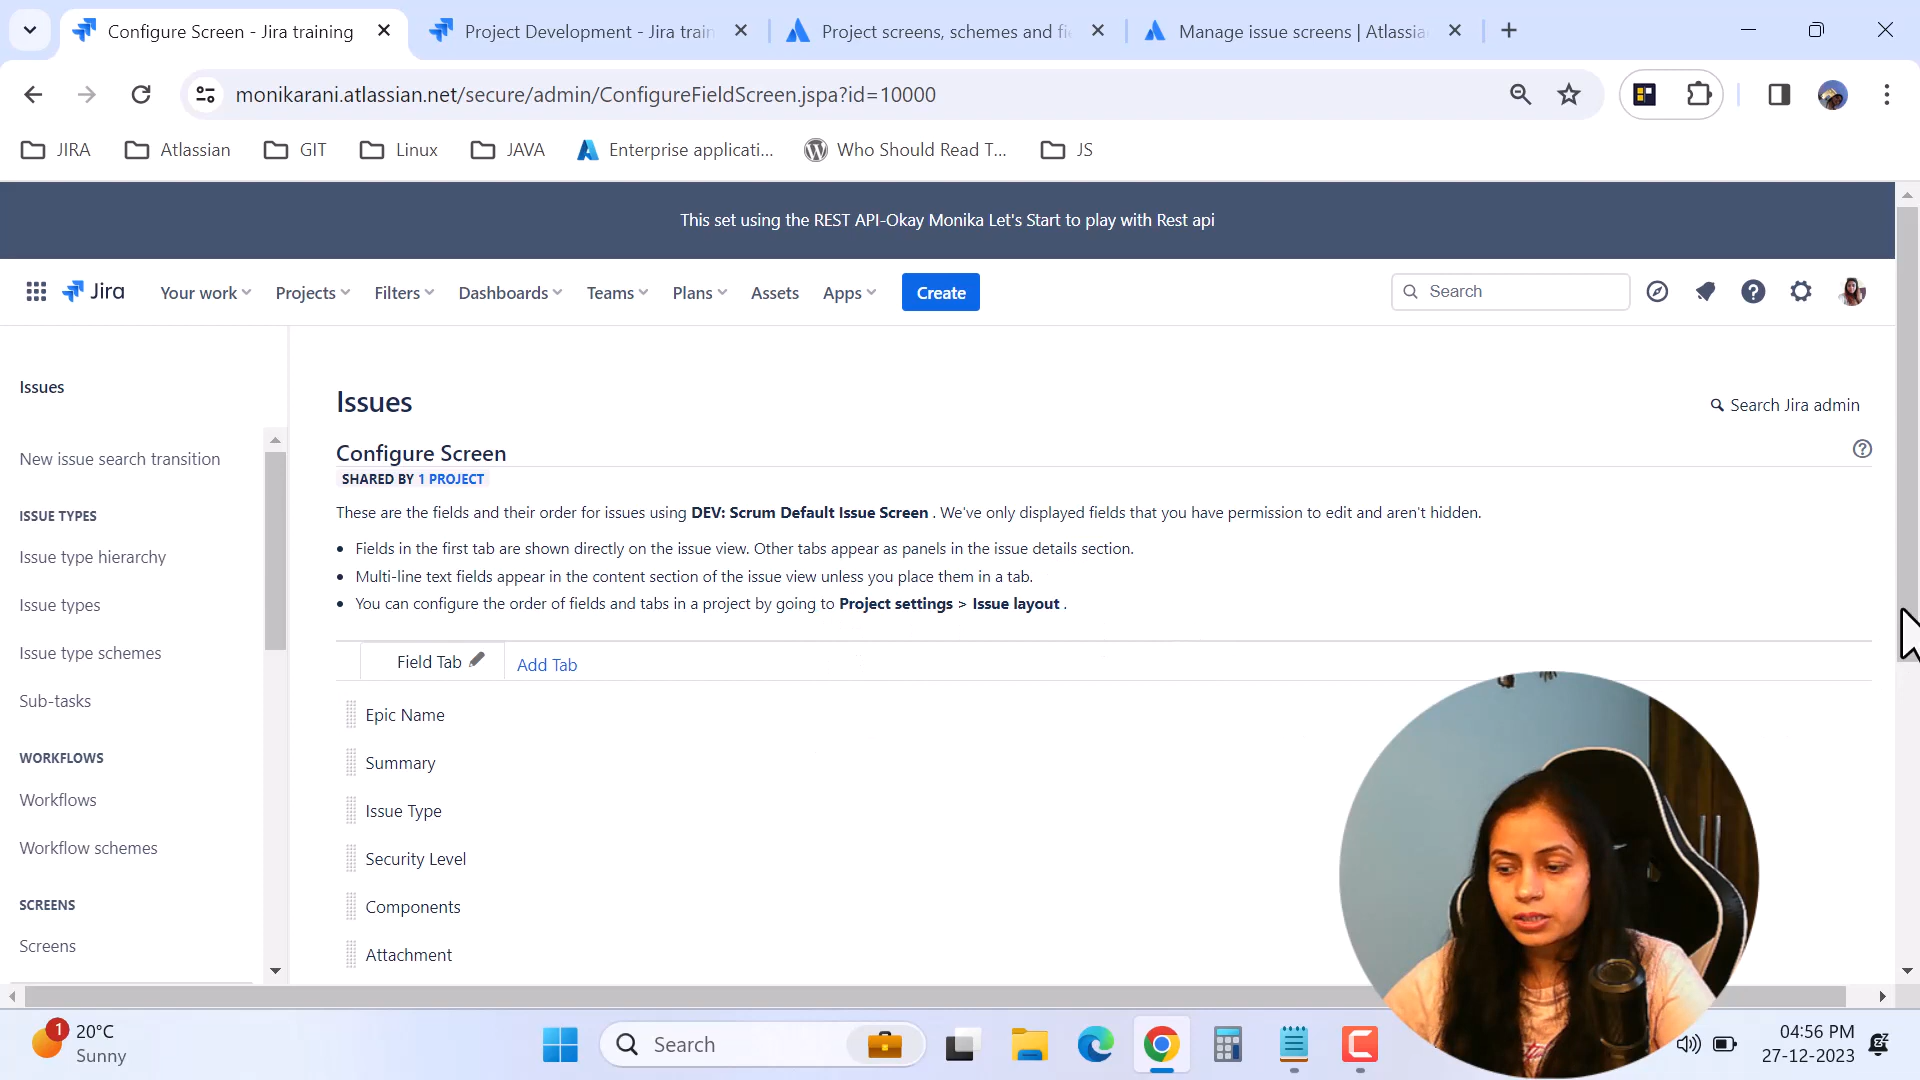 Configure Screen - Jira training
Project Development - Jira train
Project screens, schemes and fie
Manage issue screens | Atlassia
monikarani.atlassian.net/secure/admin/ConfigureFieldScreen.jspa?id=10000
JIRA
Atlassian
GIT
Linux
JAVA
Enterprise applicati...
Who Should Read T...
JS
This set using the REST API-Okay Monika Let's Start to play with Rest api
Jira
Your work
Projects
Filters
Dashboards
Teams
Plans
Assets
Apps
Create
Search
Issues
New issue search transition
ISSUE TYPES
Issue type hierarchy
Issue types
Issue type schemes
Sub-tasks
WORKFLOWS
Workflows
Workflow schemes
SCREENS
Screens
Issues
Search Jira admin
Configure Screen
SHARED BY 1 PROJECT
These are the fields and their order for issues using DEV: Scrum Default Issue Screen . We've only displayed fields that you have permission to edit and aren't hidden.
• Fields in the first tab are shown directly on the issue view. Other tabs appear as panels in the issue details section.
• Multi-line text fields appear in the content section of the issue view unless you place them in a tab.
• You can configure the order of fields and tabs in a project by going to Project settings > Issue layout .
Field Tab
Add Tab
Epic Name
Summary
Issue Type
Security Level
Components
Attachment
1
20°C
Sunny
Search
04:56 PM
27-12-2023